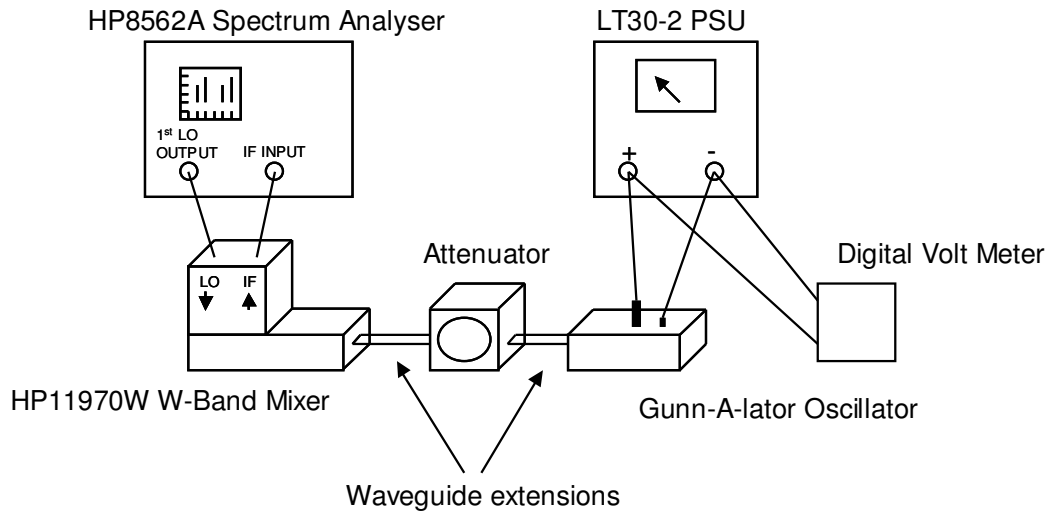 HP8562A Spectrum Analyser
LT30-2 PSU
1st LO
OUTPUT
IF INPUT
+
-
Attenuator
Digital Volt Meter
LO
IF
HP11970W W-Band Mixer
Gunn-A-lator Oscillator
Waveguide extensions